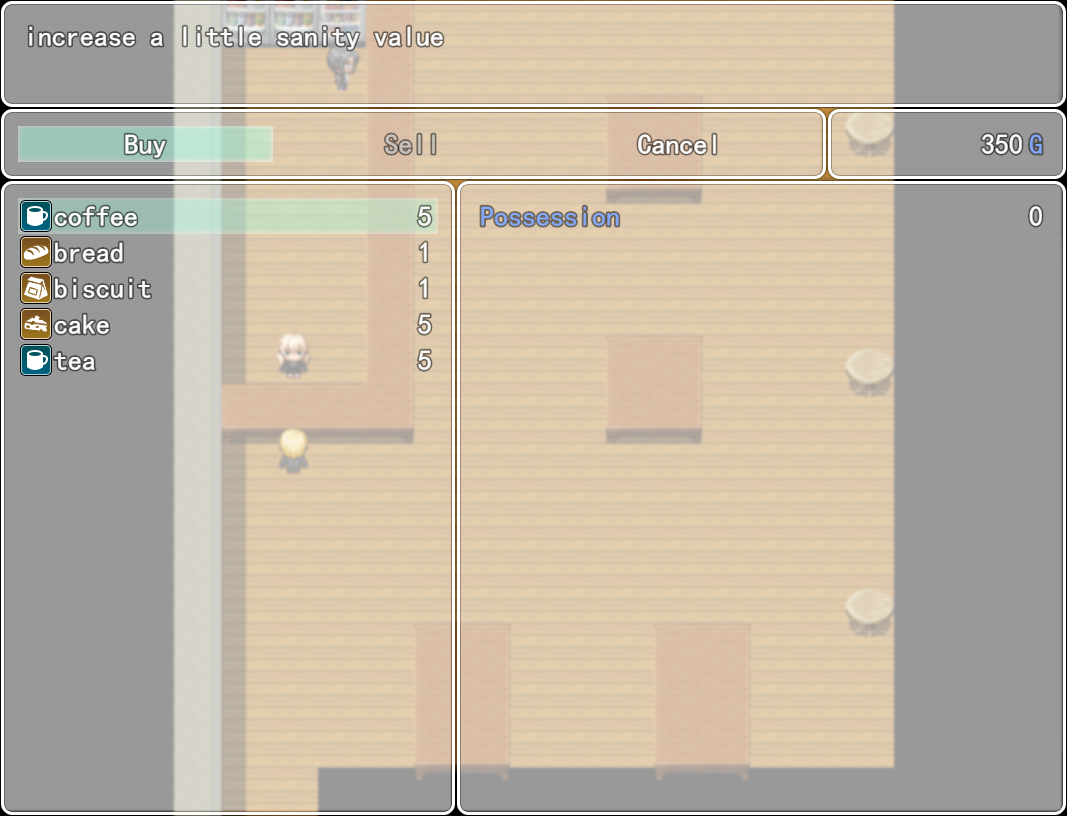 increase a little sanity value
Buy Sell Cancel 350 G
coffee 5 Possession 0
bread 1
biscuit 1
cake 5
tea 5